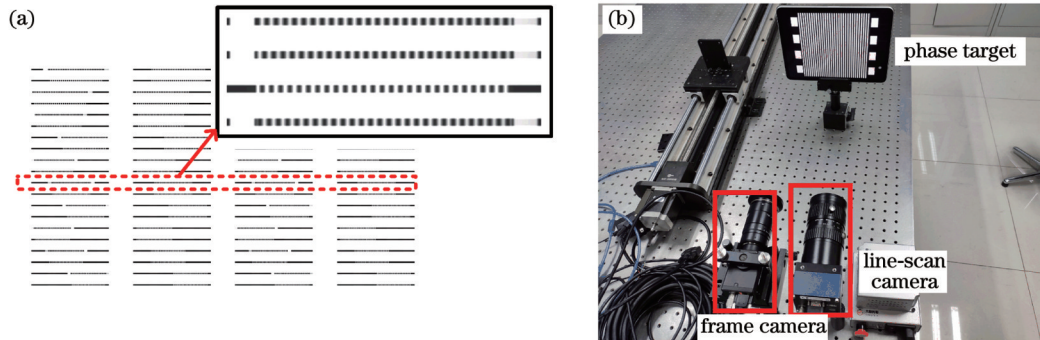 (a)
(b)
phase target
line-scan
camera
frame camera